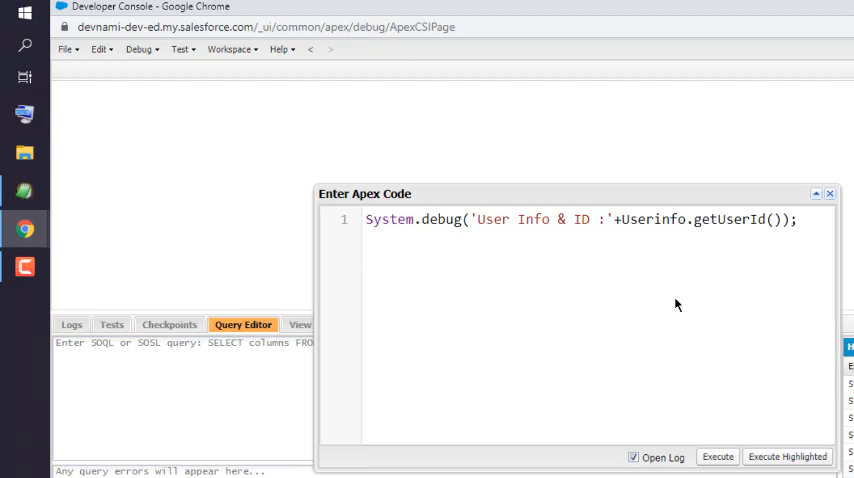 Developer Console - Google Chrome
devnami-dev-ed.my.salesforce.com/_ui/common/apex/debug/ApexCSIPage
File Edit Debug Test Workspace Help < >
Enter Apex Code
1 System.debug('User Info & ID :'+Userinfo.getUserId());
Logs Tests Checkpoints Query Editor View
Enter SOQL or SOSL query: SELECT columns FRO
Open Log Execute Execute Highlighted
Any query errors will appear here...